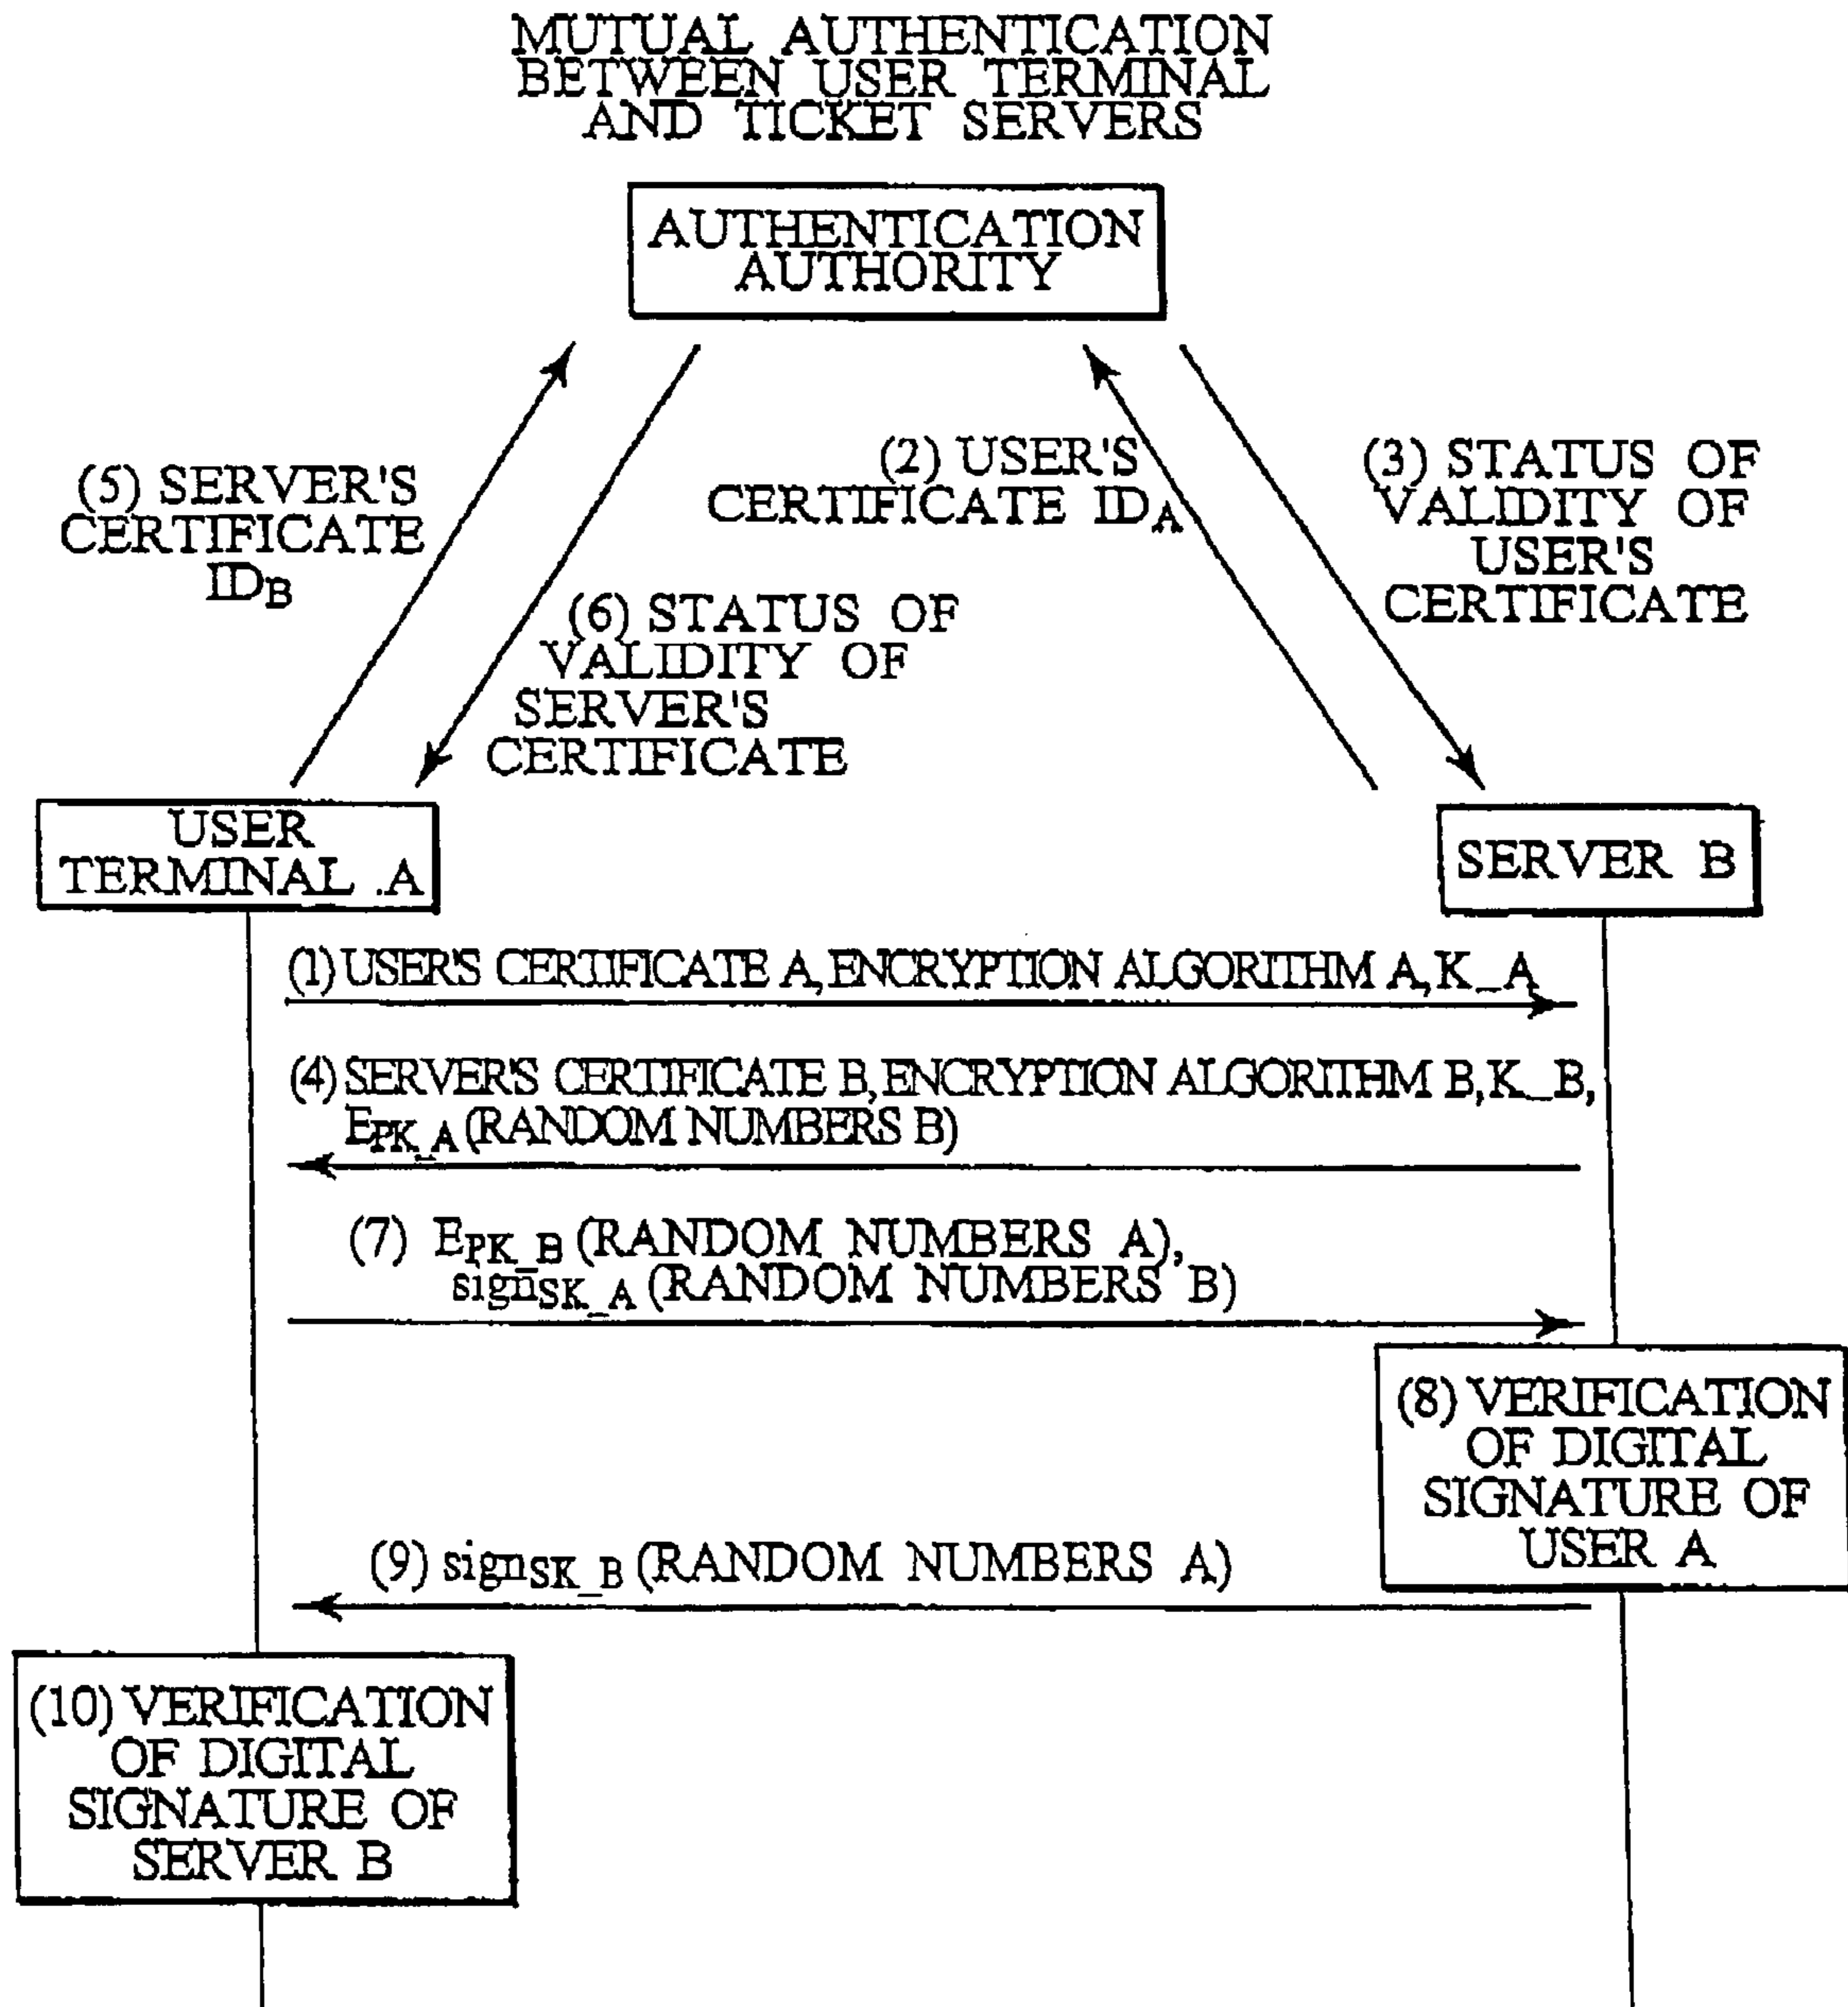 MUTUAL AUTHENTICATION
BETWEEN USER TERMINAL
AND TICKET SERVERS
AUTHENTICATION
AUTHORITY
(5) SERVER'S
CERTIFICATE
IDB
(6) STATUS OF
VALIDITY OF
SERVER'S
CERTIFICATE
(2) USER'S
CERTIFICATE IDA
(3) STATUS OF
VALIDITY OF
USER'S
CERTIFICATE
USER
TERMINAL .A
SERVER B
(1) USER'S CERTIFICATE A, ENCRYPTION ALGORITHM A, K_A
(4) SERVER'S CERTIFICATE B, ENCRYPTION ALGORITHM B, K_B,
EPK_A (RANDOM NUMBERS B)
(7) EPK_B (RANDOM NUMBERS A),
signSK_A (RANDOM NUMBERS B)
(8) VERIFICATION
OF DIGITAL
SIGNATURE OF
USER A
(9) signSK_B (RANDOM NUMBERS A)
(10) VERIFICATION
OF DIGITAL
SIGNATURE OF
SERVER B